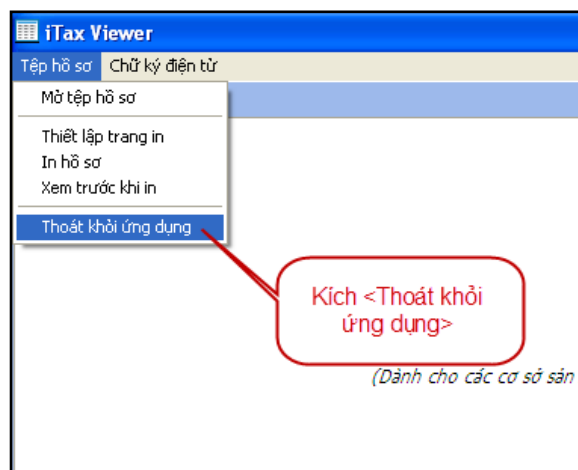 iTax Viewer
Tệp hồ sơ Chữ ký điện tử
Mở tệp hồ sơ
Thiết lập trang in
In hồ sơ
Xem trước khi in
Thoát khỏi ứng dụng
Kích <Thoát khỏi
ứng dụng>
(Dành cho các cơ sở sản